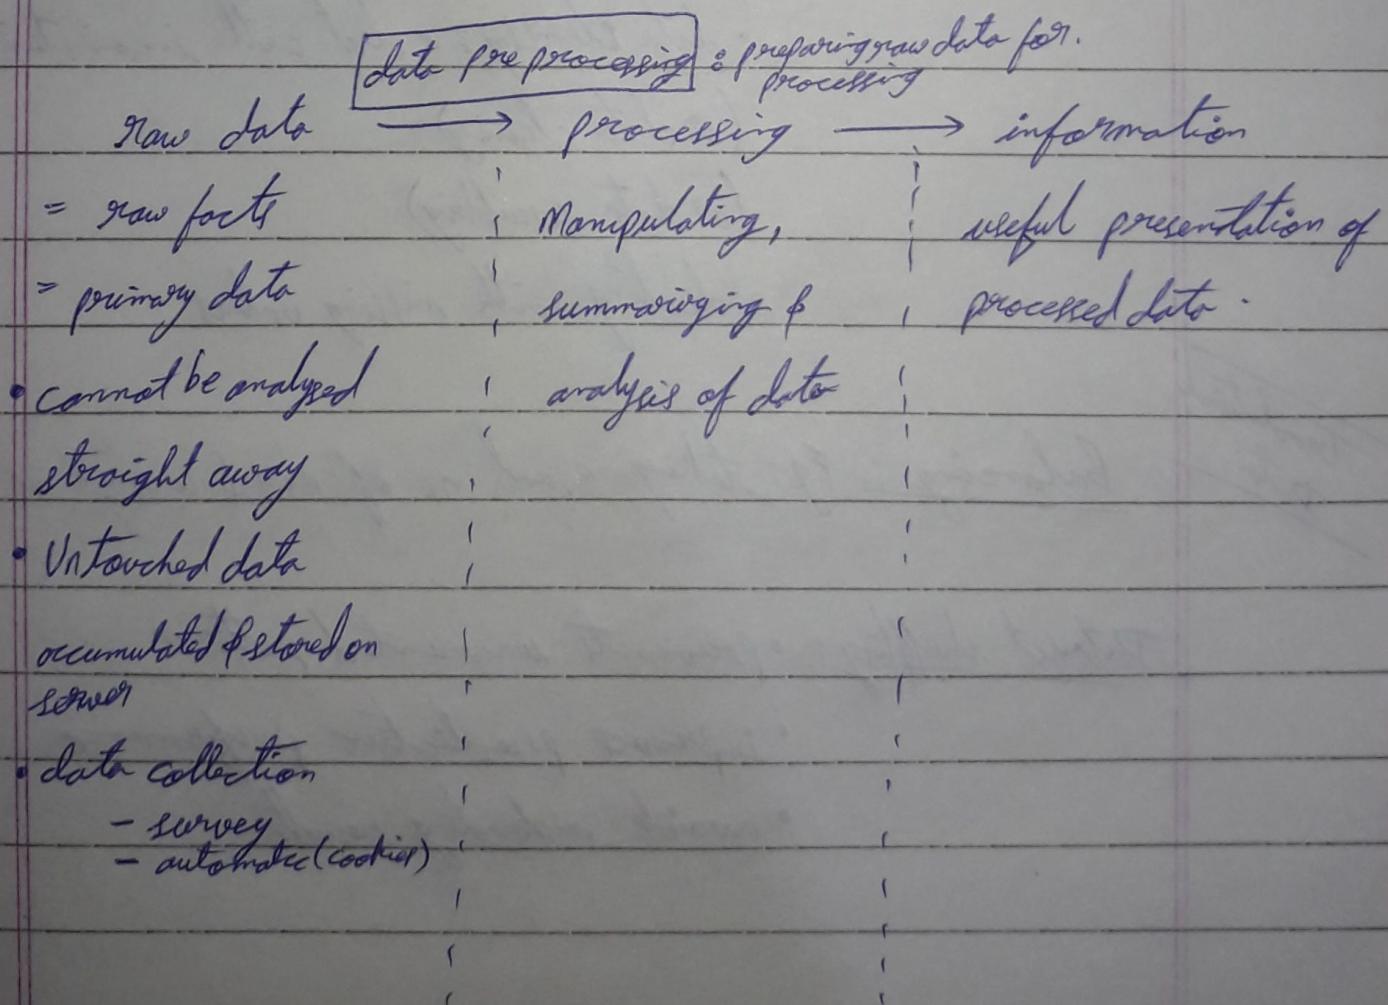 data preprocessing : preparing raw data for.
processing
raw data → processing → information
= raw facts
= primary data
• cannot be analyzed
straight away
• Untouched data
accumulated & stored on
server
• data collection
– survey
– automatic (cookies)
Manipulating,
summarizing &
analysis of data
useful presentation of
processed data.